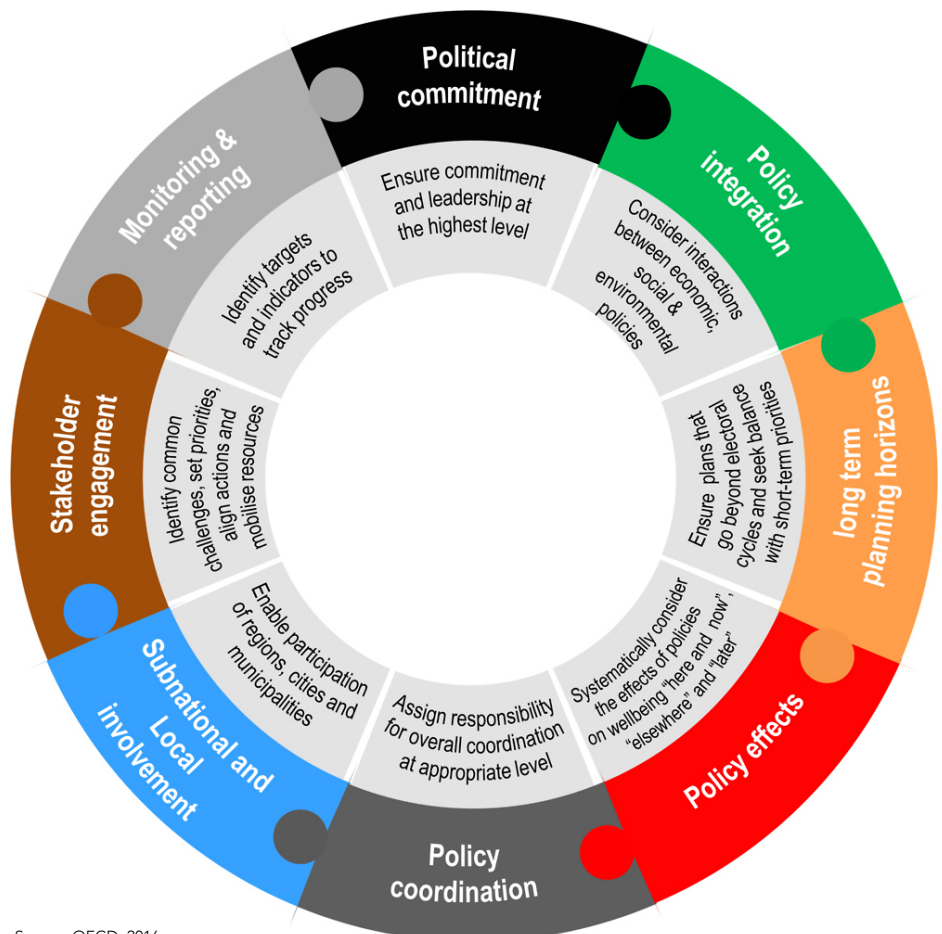 Political
commitment
Ensure commitment
and leadership at
the highest level
Policy
integration
Consider interactions
between economic,
social &
environmental
policies
long term
planning horizons
Ensure plans that
go beyond electoral
cycles and seek balance
with short-term priorities
Policy effects
Systematically consider
the effects of policies
on wellbeing “here and now”,
“elsewhere” and “later”
Policy
coordination
Assign responsibility
for overall coordination
at appropriate level
Subnational and
Local
involvement
Enable participation
of regions, cities and
municipalities
Stakeholder
engagement
Identify common
challenges, set priorities,
align actions and
mobilise resources
Monitoring &
reporting
Identify targets
and indicators to
track progress